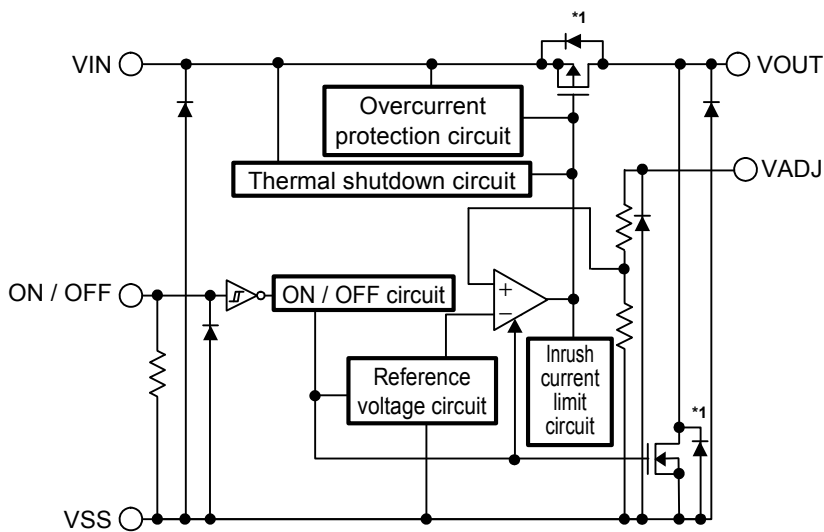 *1
VIN
VOUT
Overcurrent
protection circuit
Thermal shutdown circuit
VADJ
ON / OFF
ON / OFF circuit
+
−
Reference
voltage circuit
Inrush
current
limit
circuit
*1
VSS